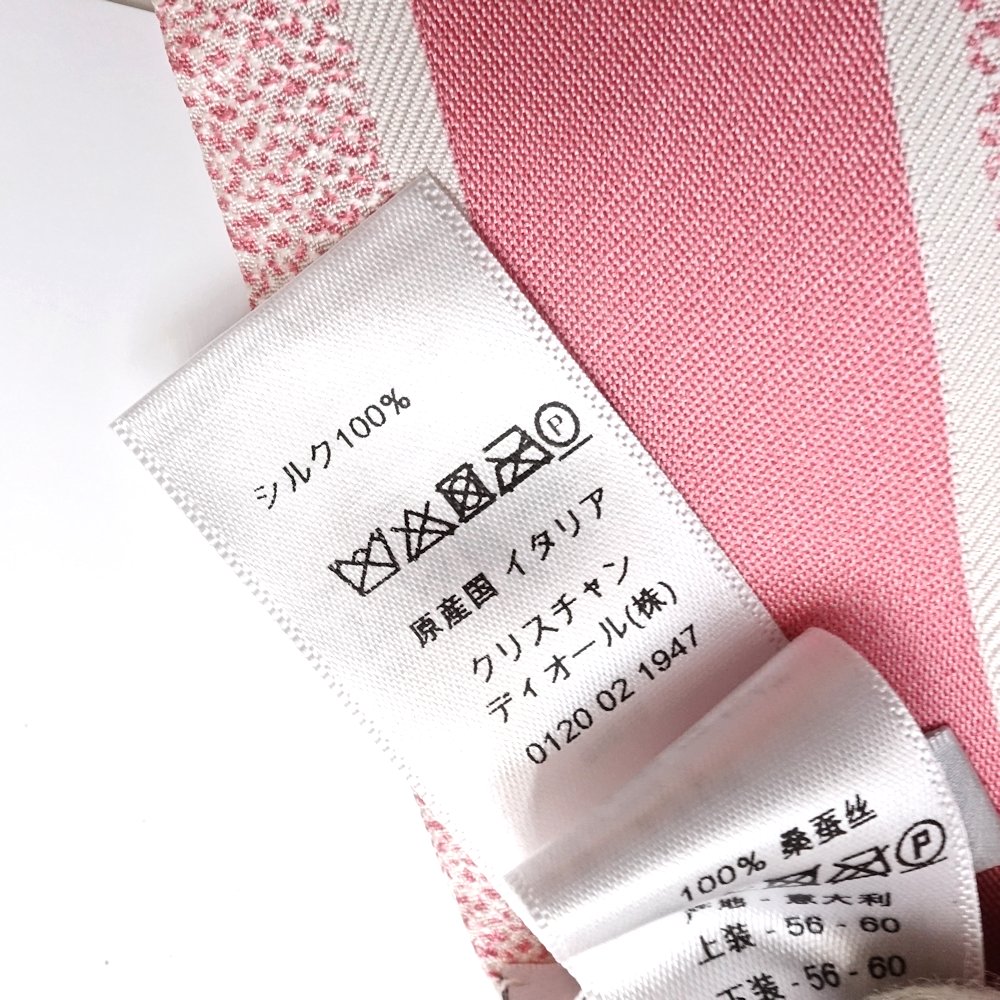 シルク100%
P
原産国 イタリア
クリスチャン
ディオール(株)
0120 02 1947
100% 桑蚕丝
P
产地 - 意大利
上装 - 56 - 60
下装 - 56 - 60